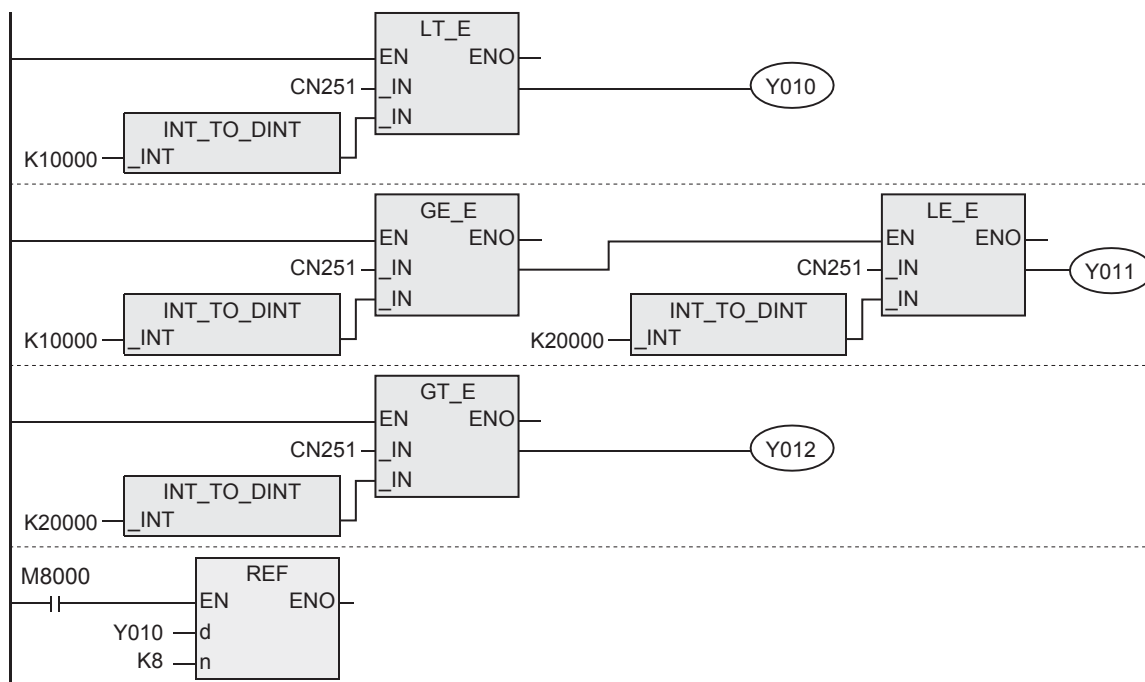 LT_E
EN ENO
CN251 _IN
_IN
Y010
INT_TO_DINT
K10000 _INT
GE_E
EN ENO
CN251 _IN
_IN
INT_TO_DINT
K10000 _INT
LE_E
EN ENO
CN251 _IN
_IN
Y011
INT_TO_DINT
K20000 _INT
GT_E
EN ENO
CN251 _IN
_IN
Y012
INT_TO_DINT
K20000 _INT
M8000
REF
EN ENO
Y010 d
K8 n